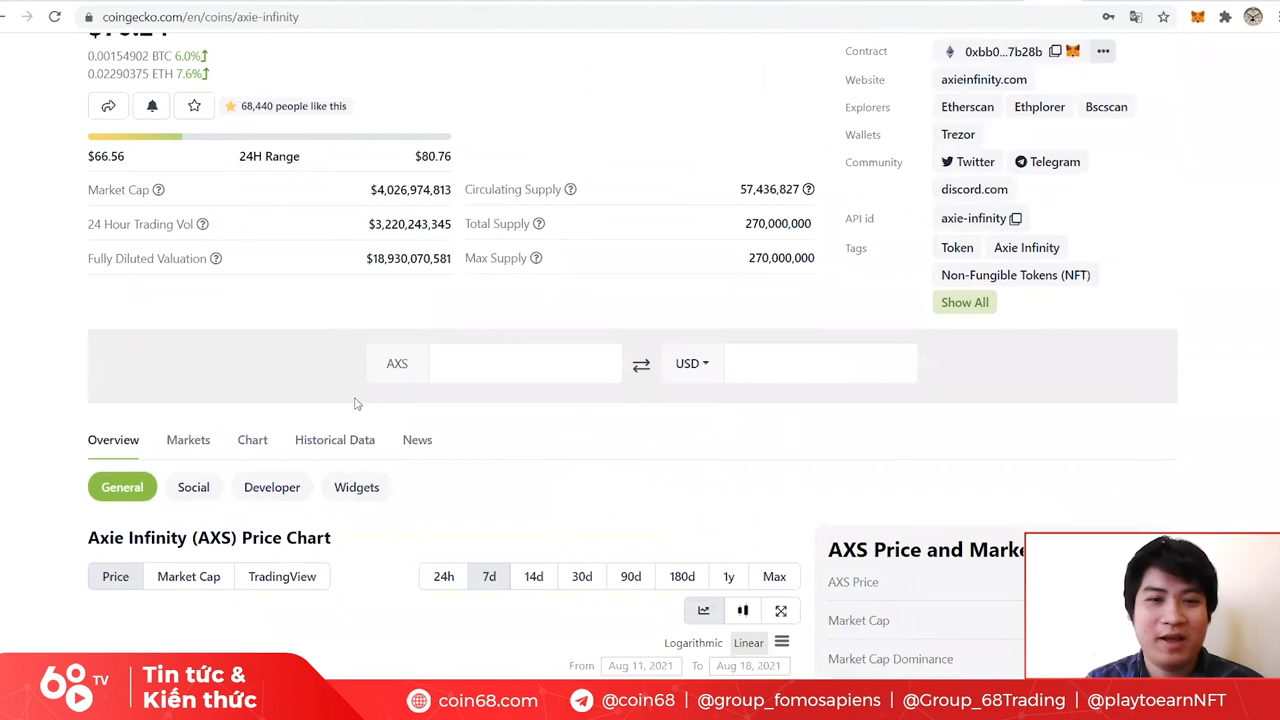 coingecko.com/en/coins/axie-infinity
0.00154902 BTC 6.0%
0.02290375 ETH 7.6%
68,440 people like this
$66.56 24H Range $80.76
Market Cap $4,026,974,813
24 Hour Trading Vol $3,220,243,345
Fully Diluted Valuation $18,930,070,581
Circulating Supply 57,436,827
Total Supply 270,000,000
Max Supply 270,000,000
Contract 0xbb0...7b28b
Website axieinfinity.com
Explorers Etherscan Ethplorer Bscscan
Wallets Trezor
Community Twitter Telegram
discord.com
API id axie-infinity
Tags Token Axie Infinity
Non-Fungible Tokens (NFT)
Show All
AXS USD
Overview Markets Chart Historical Data News
General Social Developer Widgets
Axie Infinity (AXS) Price Chart
Price Market Cap TradingView
24h 7d 14d 30d 90d 180d 1y Max
Logarithmic Linear
From Aug 11, 2021 To Aug 18, 2021
AXS Price and Marke
AXS Price
Market Cap
Market Cap Dominance
68 TV
Tin tức &
Kiến thức
coin68.com @coin68 | @group_fomosapiens | @Group_68Trading | @playtoearnNFT